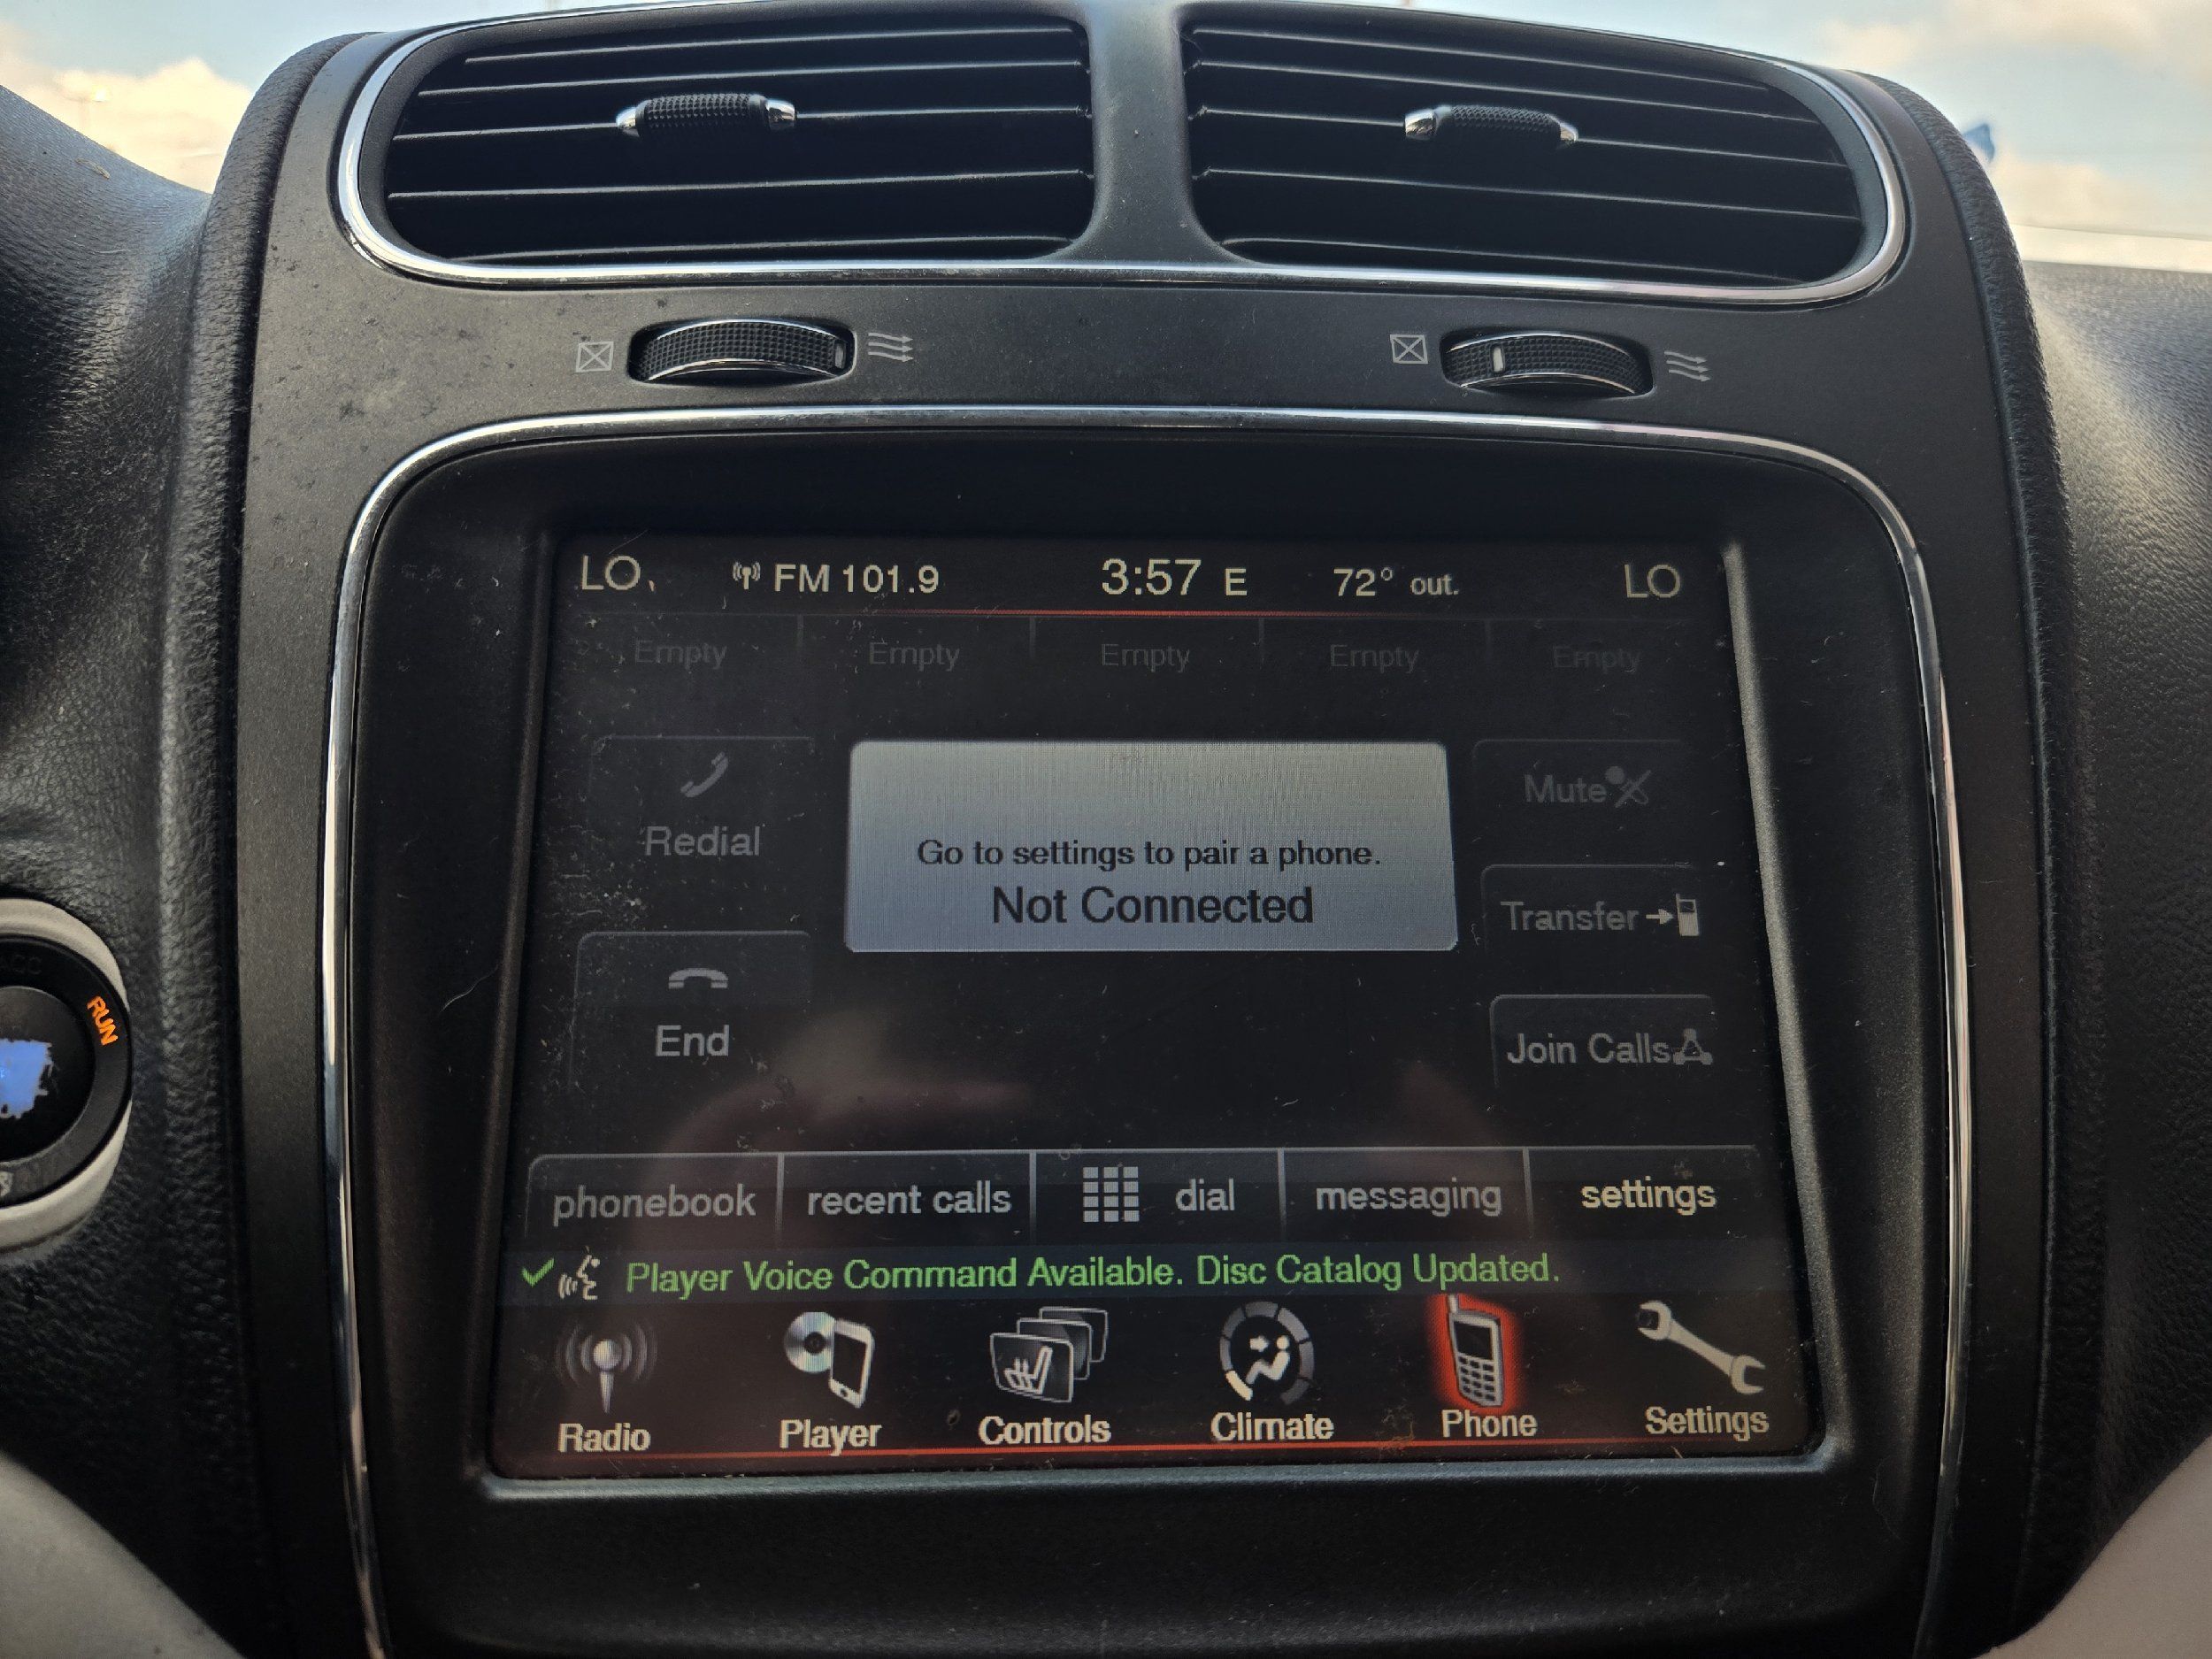 LO FM 101.9 3:57 E 72° out. LO
Empty Empty Empty Empty Empty
Redial
Go to settings to pair a phone.
Not Connected
Mute
Transfer
End
Join Calls
phonebook recent calls dial messaging settings
Player Voice Command Available. Disc Catalog Updated.
Radio Player Controls Climate Phone Settings
RUN